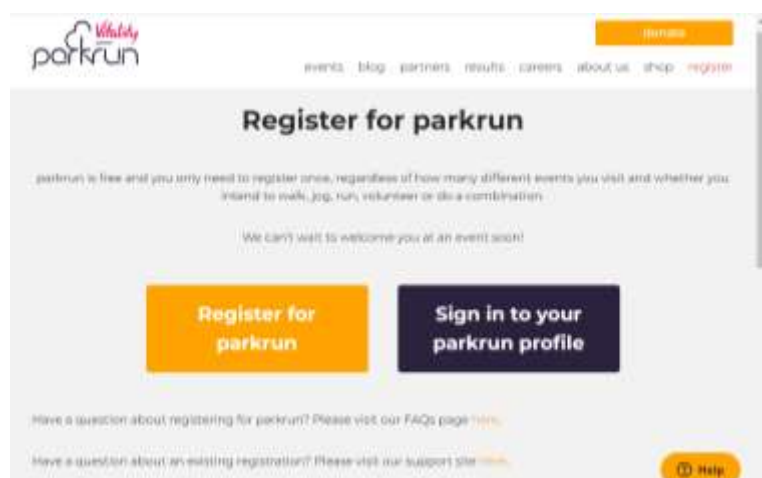 Vitality
parkrun
donate
events blog partners results careers about us shop register
Register for parkrun
parkrun is free and you only need to register once, regardless of how many different events you visit and whether you
intend to walk, jog, run, volunteer or do a combination.
We can't wait to welcome you at an event soon!
Register for
parkrun
Sign in to your
parkrun profile
Have a question about registering for parkrun? Please visit our FAQs page here.
Have a question about an existing registration? Please visit our support site here.
Help